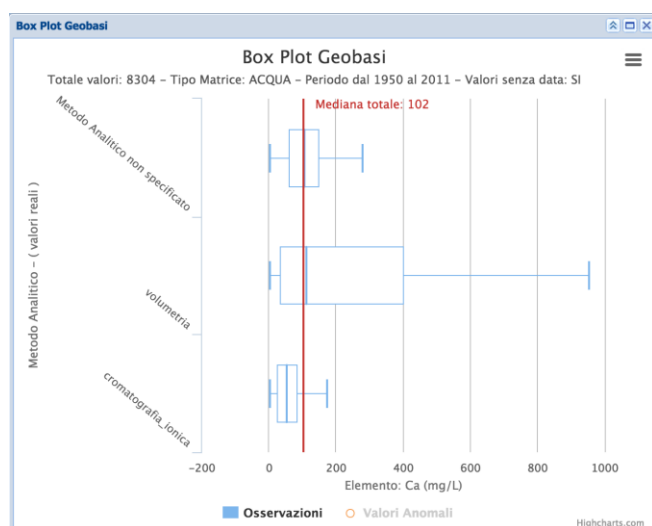 Box Plot Geobasi
Box Plot Geobasi
Totale valori: 8304 – Tipo Matrice: ACQUA – Periodo dal 1950 al 2011 – Valori senza data: SI
Mediana totale: 102
Metodo Analitico – ( valori reali )
Metodo Analitico non specificato
volumetria
cromatografia_ionica
-200
0
200
400
600
800
1000
Elemento: Ca (mg/L)
Osservazioni
Valori Anomali
Highcharts.com